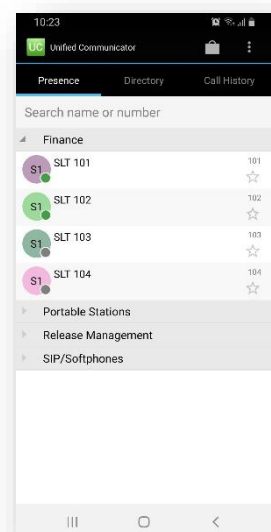 10:23
UC Unified Communicator
Presence Directory Call History
Search name or number
Finance
S1 SLT 101 101
S1 SLT 102 102
S1 SLT 103 103
S1 SLT 104 104
Portable Stations
Release Management
SIP/Softphones